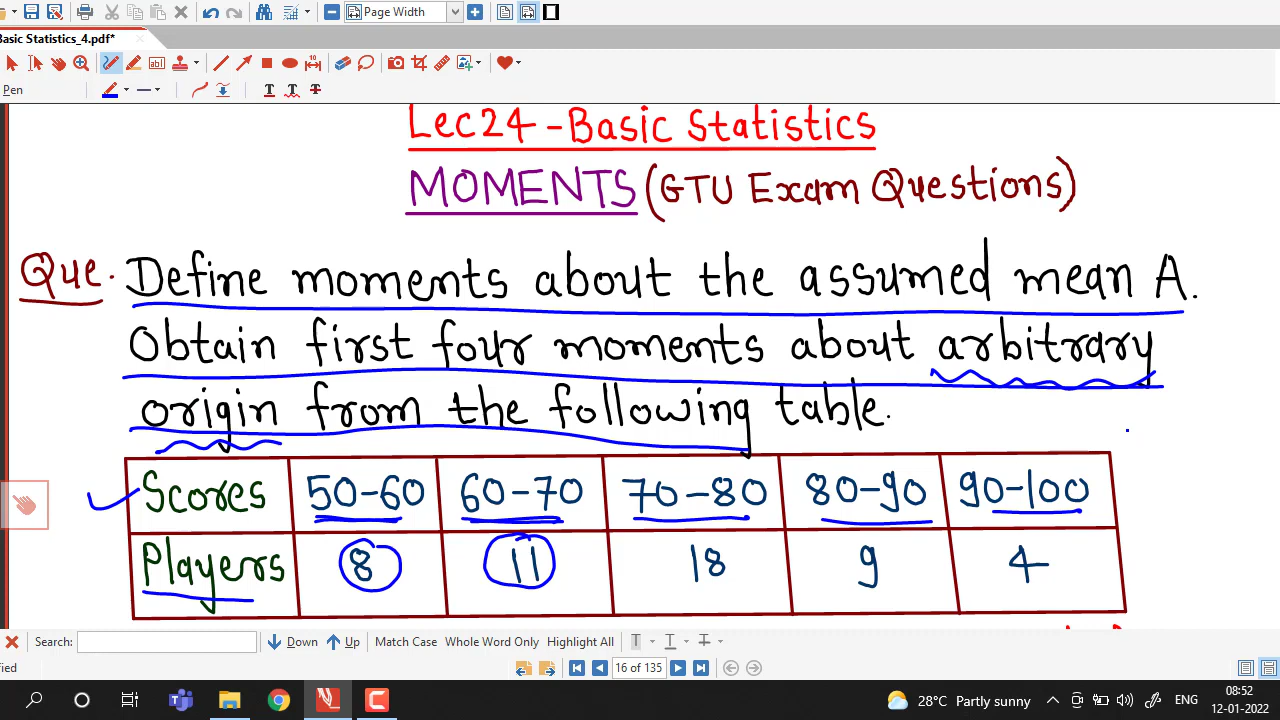 Page Width
Basic Statistics_4.pdf*
Pen
Lec24-Basic Statistics
MOMENTS (GTU Exam Questions)
Que. Define moments about the assumed mean A.
Obtain first four moments about arbitrary
origin from the following table.
Scores 50-60 60-70 70-80 80-90 90-100
Players 8 11 18 9 4
Search: Down Up Match Case Whole Word Only Highlight All T T T
fied 16 of 135
28°C Partly sunny ENG 08:52
12-01-2022